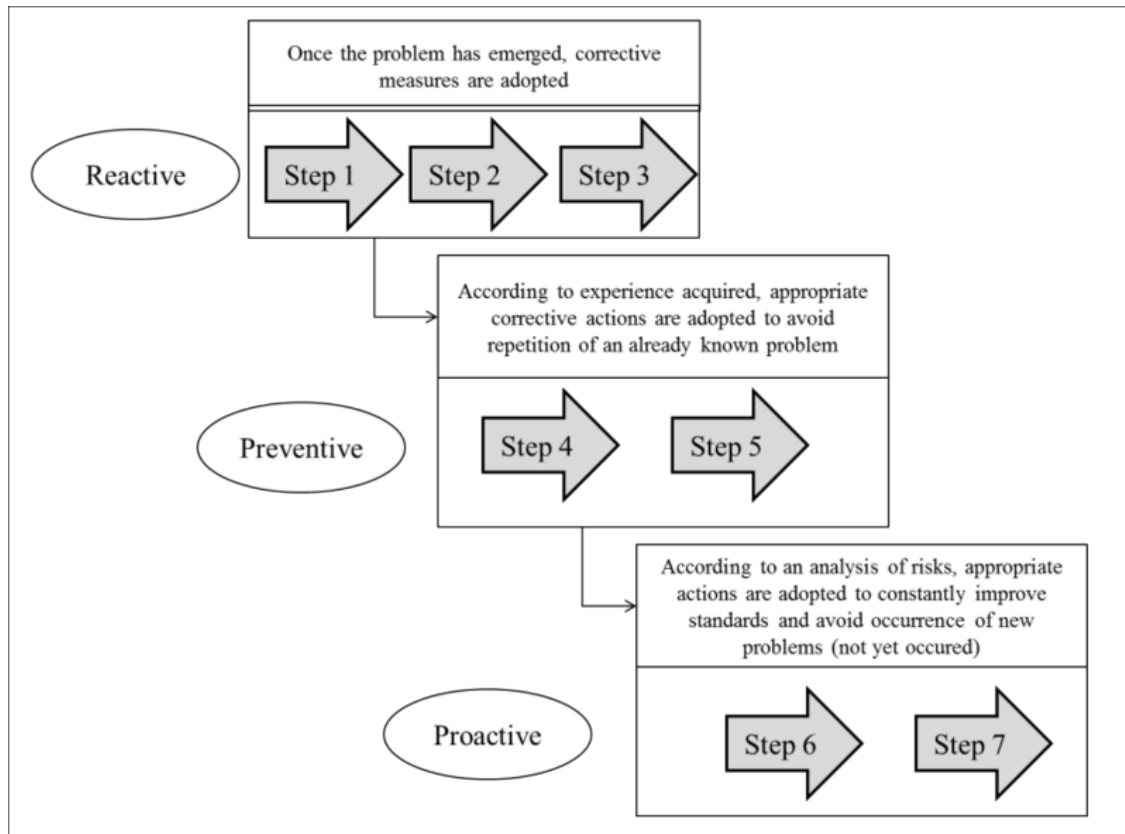 Once the problem has emerged, corrective
measures are adopted
Reactive
Step 1
Step 2
Step 3
According to experience acquired, appropriate
corrective actions are adopted to avoid
repetition of an already known problem
Preventive
Step 4
Step 5
According to an analysis of risks, appropriate
actions are adopted to constantly improve
standards and avoid occurrence of new
problems (not yet occured)
Proactive
Step 6
Step 7